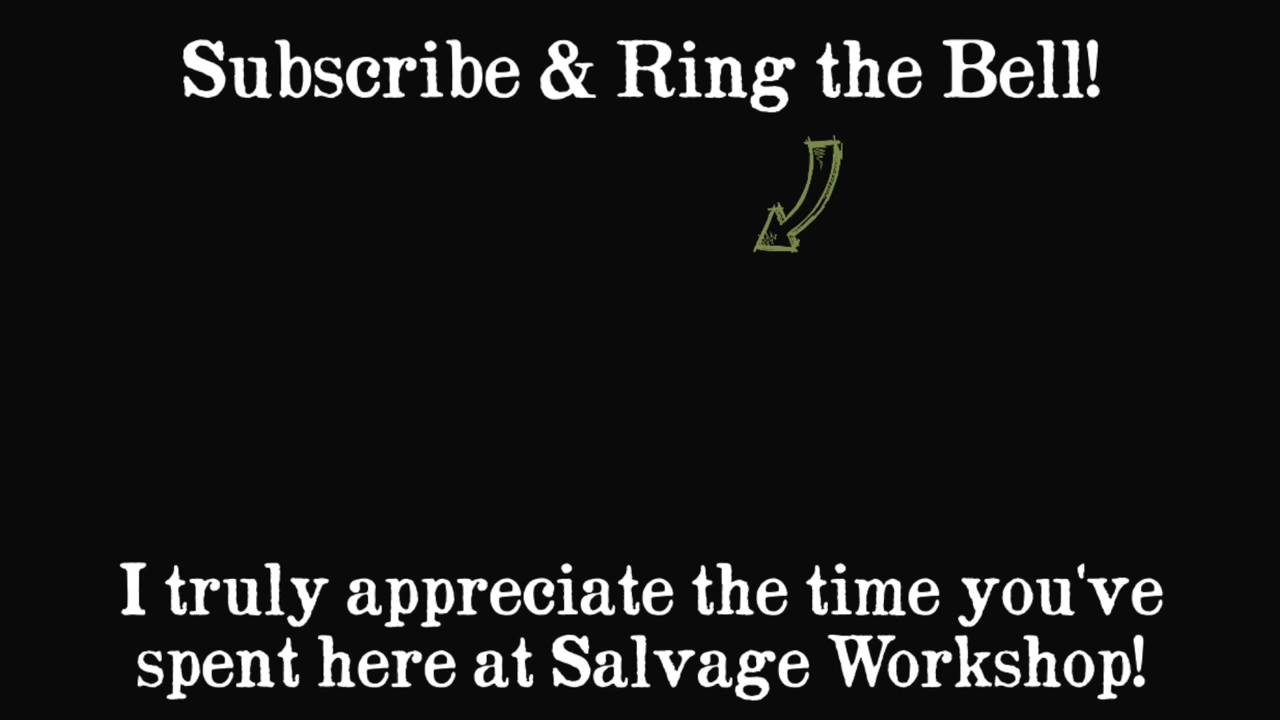 Subscribe & Ring the Bell!
I truly appreciate the time you've
spent here at Salvage Workshop!